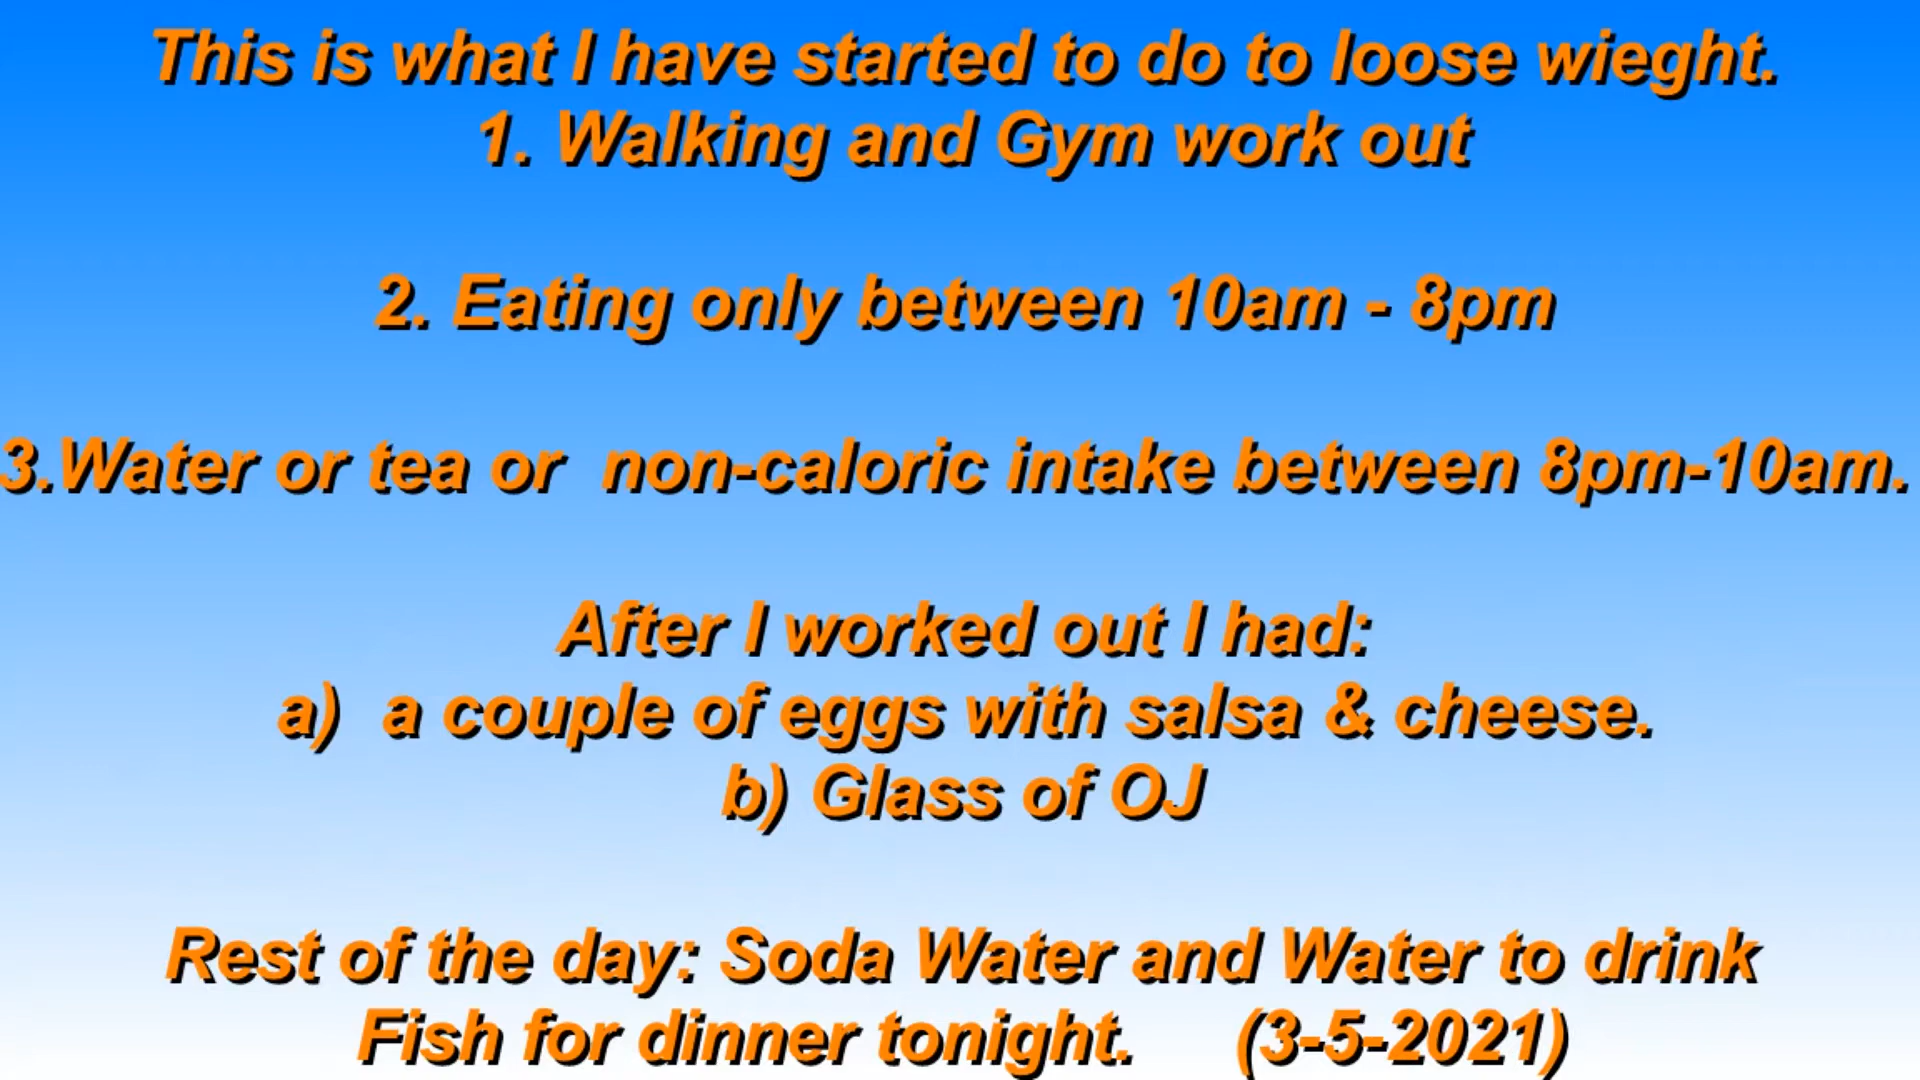 This is what I have started to do to loose wieght.
1. Walking and Gym work out
2. Eating only between 10am - 8pm
3.Water or tea or  non-caloric intake between 8pm-10am.
After I worked out I had:
a)  a couple of eggs with salsa & cheese.
b) Glass of OJ
Rest of the day: Soda Water and Water to drink
Fish for dinner tonight.    (3-5-2021)